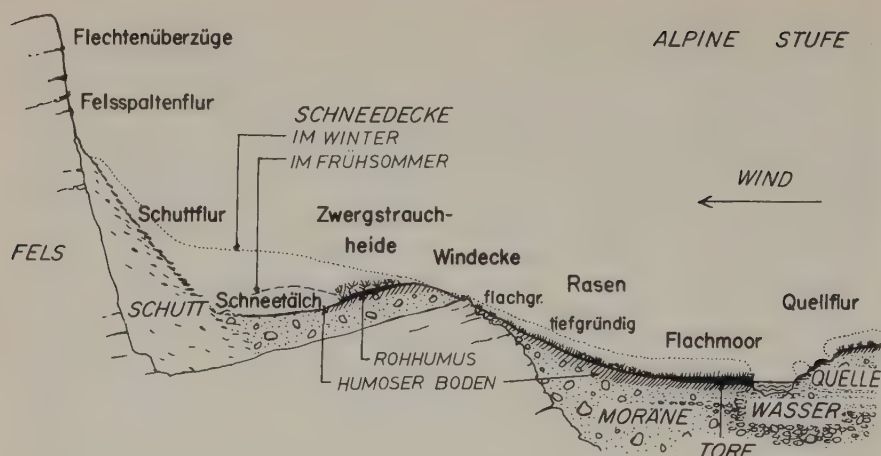 Flechtenüberzüge
ALPINE STUFE
Felsspaltenflur
SCHNEEDECKE
IM WINTER
IM FRÜHSOMMER
WIND
Schuttflur
Zwergstrauch-
heide
FELS
Windecke
SCHUTT
Schneetälch
flachgr.
Rasen
tiefgründig
Quellflur
Flachmoor
ROHHUMUS
HUMOSER BODEN
QUELLE
MORÄNE
WASSER
TORF